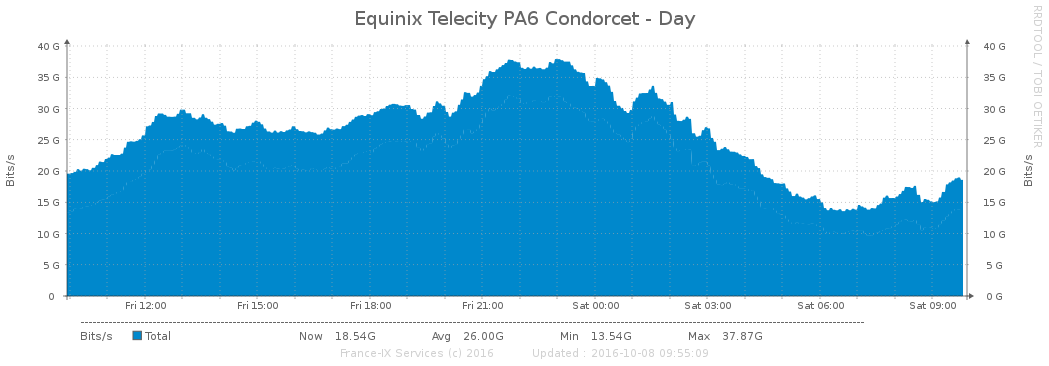 Equinix Telecity PA6 Condorcet - Day
RRDTOOL / TOBI OETIKER
40 G 40 G
35 G 35 G
30 G 30 G
25 G 25 G
20 G 20 G
15 G 15 G
10 G 10 G
5 G 5 G
0 0 G
Bits/s Bits/s
Fri 12:00 Fri 15:00 Fri 18:00 Fri 21:00 Sat 00:00 Sat 03:00 Sat 06:00 Sat 09:00
Bits/s Total Now 18.54G Avg 26.00G Min 13.54G Max 37.87G
France-IX Services (c) 2016 Updated : 2016-10-08 09:55:09